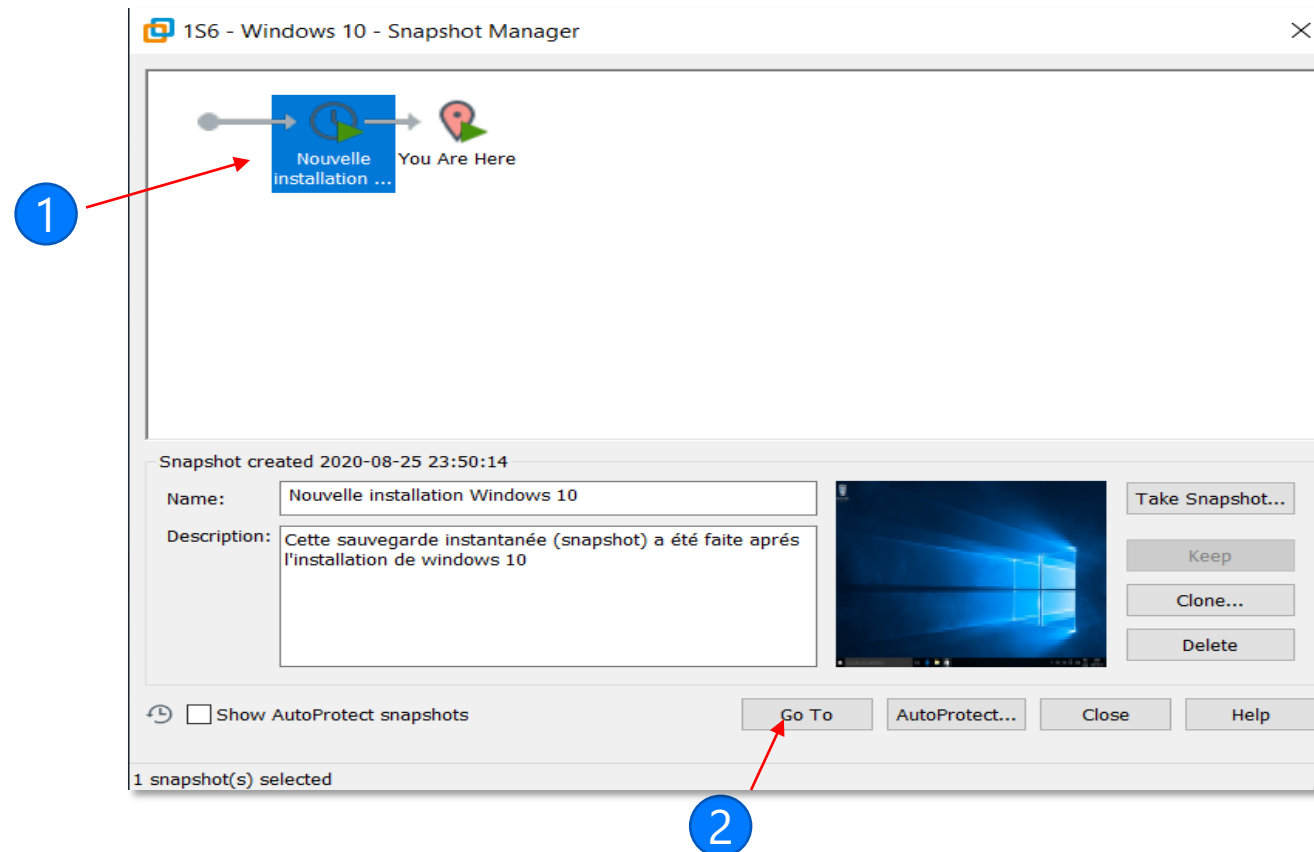 1S6 - Windows 10 - Snapshot Manager
Nouvelle
installation ...
You Are Here
1
Snapshot created 2020-08-25 23:50:14
Name:
Nouvelle installation Windows 10
Take Snapshot...
Description:
Cette sauvegarde instantanée (snapshot) a été faite aprés
l'installation de windows 10
Keep
Clone...
Delete
Show AutoProtect snapshots
Go To
AutoProtect...
Close
Help
1 snapshot(s) selected
2